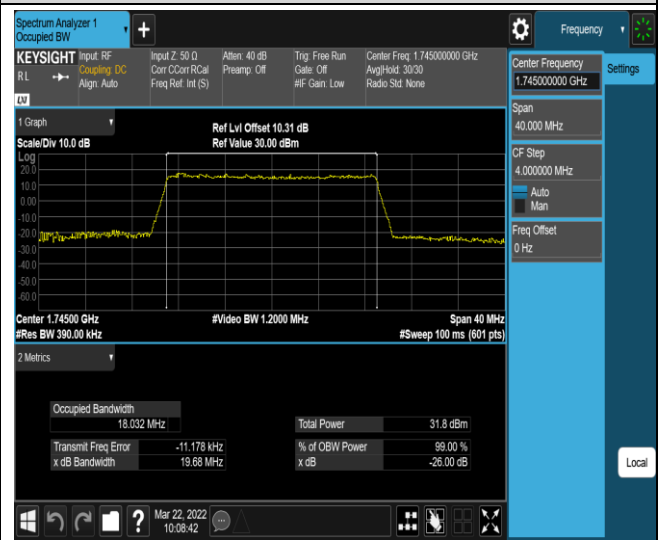 Spectrum Analyzer 1
Occupied BW
+
Frequency
KEYSIGHT
R L
LXI
Input: RF
Coupling: DC
Align: Auto
Input Z: 50 Ω
Corr CCorr RCal
Freq Ref: Int (S)
Atten: 40 dB
Preamp: Off
Trig: Free Run
Gate: Off
#IF Gain: Low
Center Freq: 1.745000000 GHz
Avg|Hold: 30/30
Radio Std: None
Center Frequency
1.745000000 GHz
Settings
Span
40.000 MHz
CF Step
4.000000 MHz
Auto
Man
Freq Offset
0 Hz
1 Graph
Scale/Div 10.0 dB
Ref Lvl Offset 10.31 dB
Ref Value 30.00 dBm
Log
20.0
10.0
0.00
-10.0
-20.0
-30.0
-40.0
-50.0
-60.0
Center 1.74500 GHz
#Video BW 1.2000 MHz
Span 40 MHz
#Res BW 390.00 kHz
#Sweep 100 ms (601 pts)
2 Metrics
Occupied Bandwidth
18.032 MHz
Total Power 31.8 dBm
Transmit Freq Error -11.178 kHz
% of OBW Power 99.00 %
x dB Bandwidth 19.68 MHz
x dB -26.00 dB
Local
?
Mar 22, 2022
10:08:42